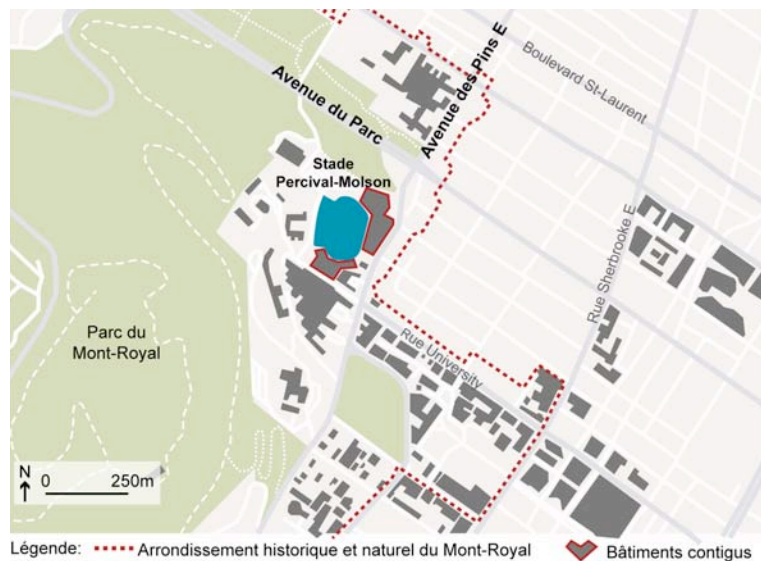 Boulevard St-Laurent
Avenue des Pins E
Avenue du Parc
Stade
Percival-Molson
Rue Sherbrooke E
Parc du
Mont-Royal
Rue University
N
0 250m
Légende: Arrondissement historique et naturel du Mont-Royal Bâtiments contigus